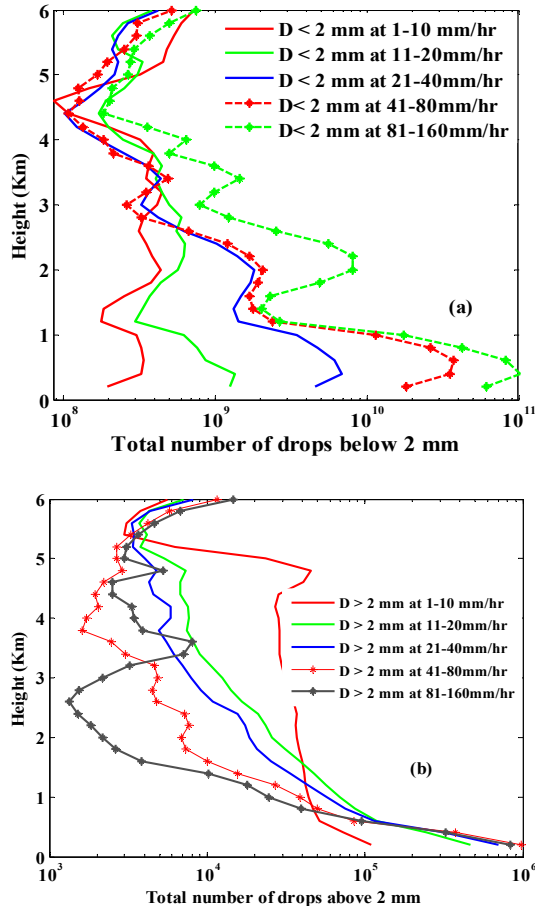 6
5
4
3
2
1
0
Height (Km)
D < 2 mm at 1-10 mm/hr
D < 2 mm at 11-20mm/hr
D < 2 mm at 21-40mm/hr
D< 2 mm at 41-80mm/hr
D< 2 mm at 81-160mm/hr
(a)
10^8 10^9 10^10 10^11
Total number of drops below 2 mm
6
5
4
3
2
1
0
Height (Km)
D > 2 mm at 1-10 mm/hr
D > 2 mm at 11-20mm/hr
D > 2 mm at 21-40mm/hr
D > 2 mm at 41-80mm/hr
D > 2 mm at 81-160mm/hr
(b)
10^3 10^4 10^5 10^6
Total number of drops above 2 mm